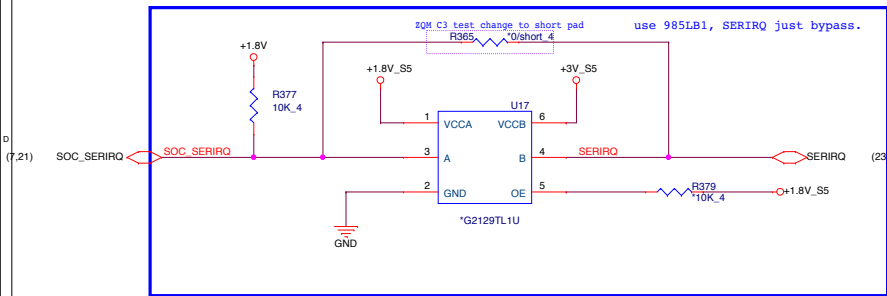 ZQM C3 test change to short pad
use 985LB1, SERIRQ just bypass.
R365
*0/short_4
+1.8V
+1.8V_S5
+3V_S5
R377
10K_4
U17
1
VCCA
VCCB
6
D
(7,21)
SOC_SERIRQ
SOC_SERIRQ
3
A
B
4
SERIRQ
SERIRQ
(23
2
GND
OE
5
R379
*10K_4
+1.8V_S5
*G2129TL1U
GND